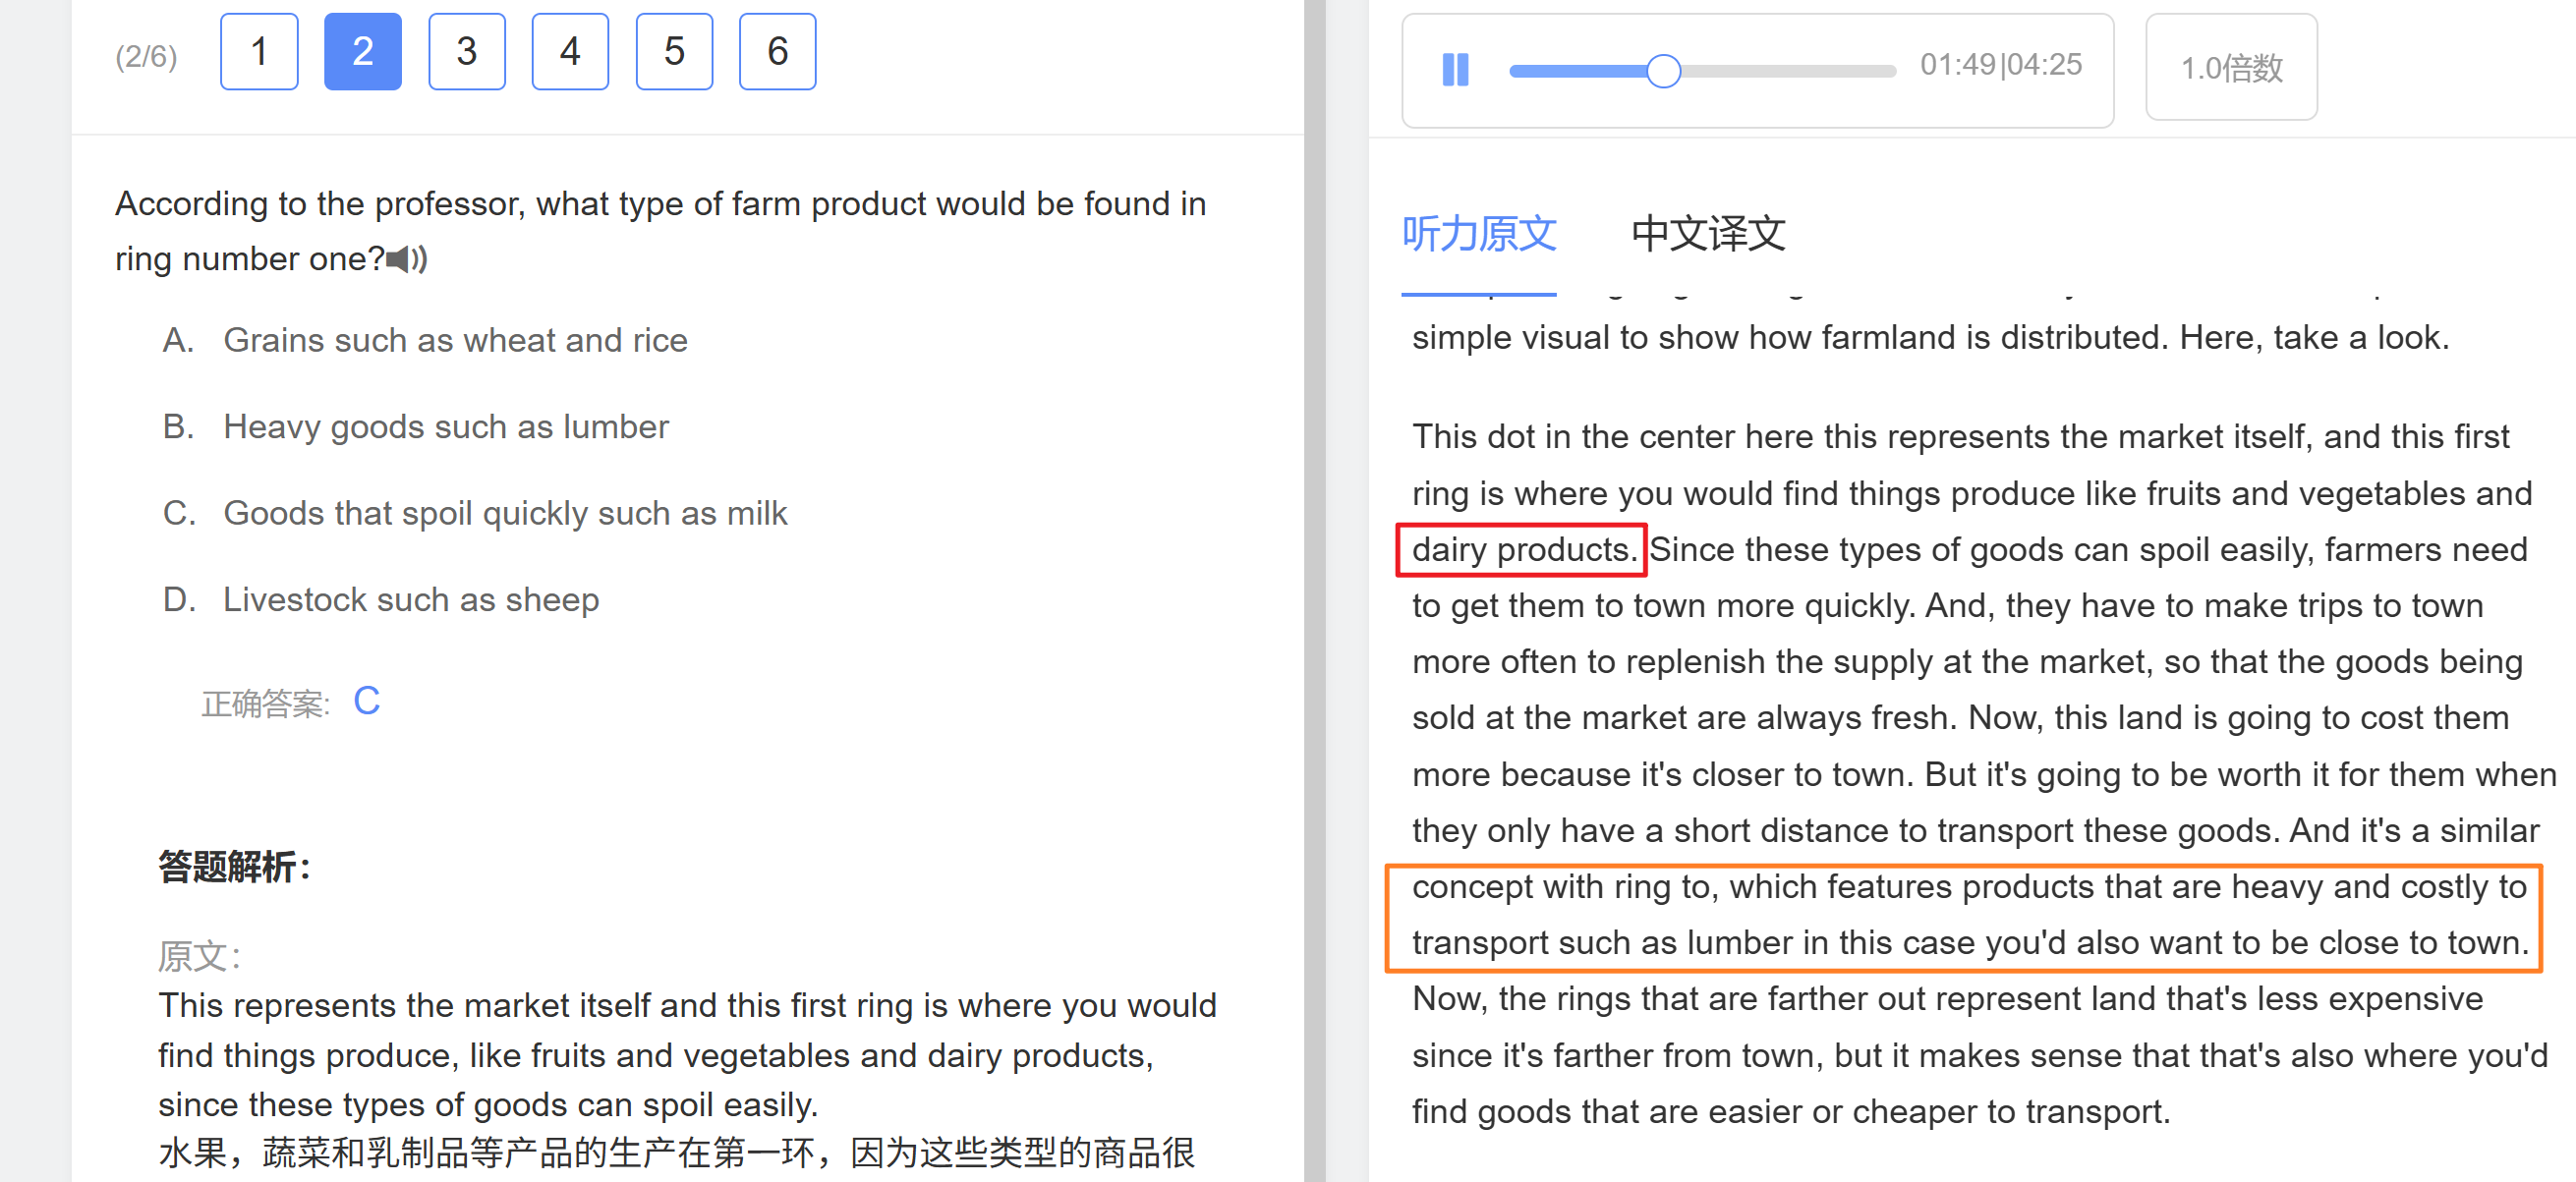 (2/6) 1 2 3 4 5 6
According to the professor, what type of farm product would be found in
ring number one?
A. Grains such as wheat and rice
B. Heavy goods such as lumber
C. Goods that spoil quickly such as milk
D. Livestock such as sheep
正确答案: C
答题解析：
原文：
This represents the market itself and this first ring is where you would
find things produce, like fruits and vegetables and dairy products,
since these types of goods can spoil easily.
水果，蔬菜和乳制品等产品的生产在第一环，因为这些类型的商品很
01:49|04:25 1.0倍数
听力原文 中文译文
simple visual to show how farmland is distributed. Here, take a look.
This dot in the center here this represents the market itself, and this first
ring is where you would find things produce like fruits and vegetables and
dairy products. Since these types of goods can spoil easily, farmers need
to get them to town more quickly. And, they have to make trips to town
more often to replenish the supply at the market, so that the goods being
sold at the market are always fresh. Now, this land is going to cost them
more because it's closer to town. But it's going to be worth it for them when
they only have a short distance to transport these goods. And it's a similar
concept with ring to, which features products that are heavy and costly to
transport such as lumber in this case you'd also want to be close to town.
Now, the rings that are farther out represent land that's less expensive
since it's farther from town, but it makes sense that that's also where you'd
find goods that are easier or cheaper to transport.